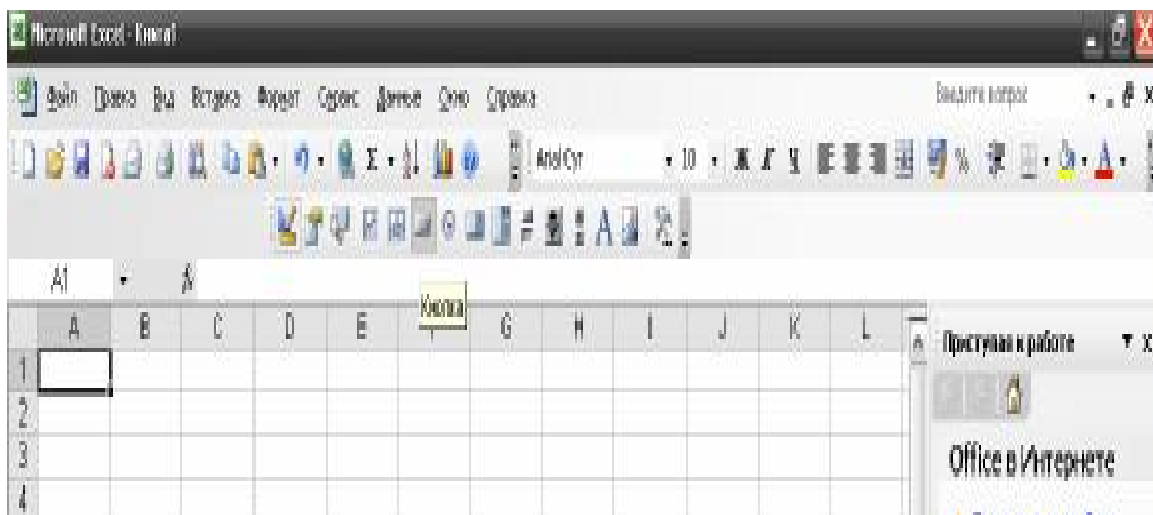 Microsoft Excel - Книга1
Файл Правка Вид Вставка Формат Сервис Данные Окно Справка Введите вопрос
Arial Cyr 10 Ж К Ч %
A
A1 fx
Кнопка
A B C D E G H I J K L
Приступая к работе
1
2
3
Office в Интернете
4